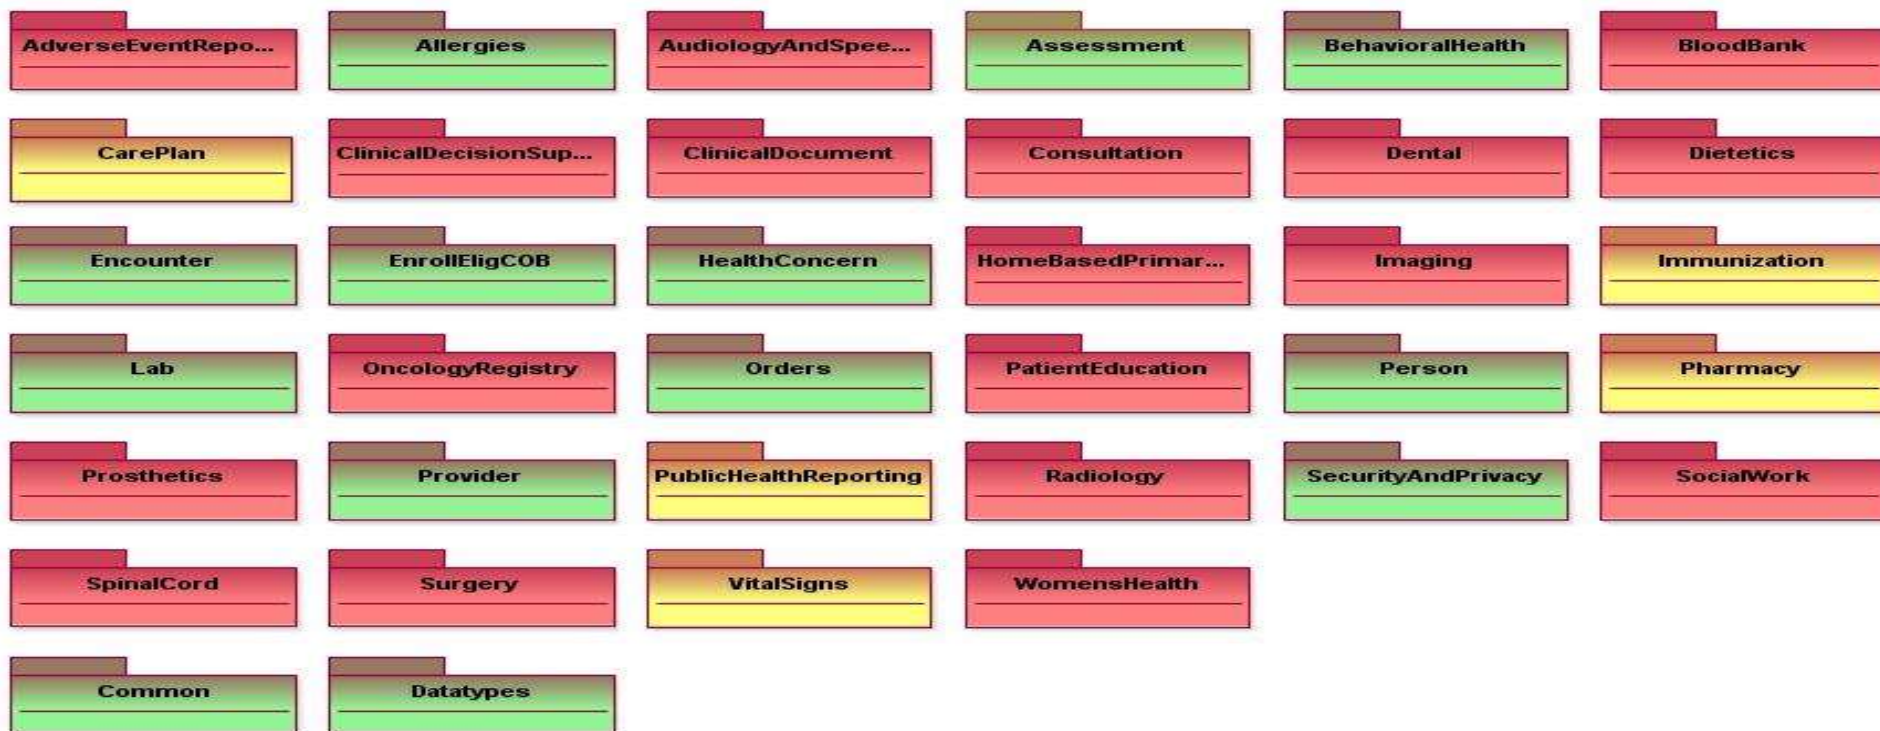 AdverseEventRepo...
Allergies
AudiologyAndSpee...
Assessment
BehavioralHealth
BloodBank
CarePlan
ClinicalDecisionSup...
ClinicalDocument
Consultation
Dental
Dietetics
Encounter
EnrollEligCOB
HealthConcern
HomeBasedPrimar...
Imaging
Immunization
Lab
OncologyRegistry
Orders
PatientEducation
Person
Pharmacy
Prosthetics
Provider
PublicHealthReporting
Radiology
SecurityAndPrivacy
SocialWork
SpinalCord
Surgery
VitalSigns
WomensHealth
Common
Datatypes